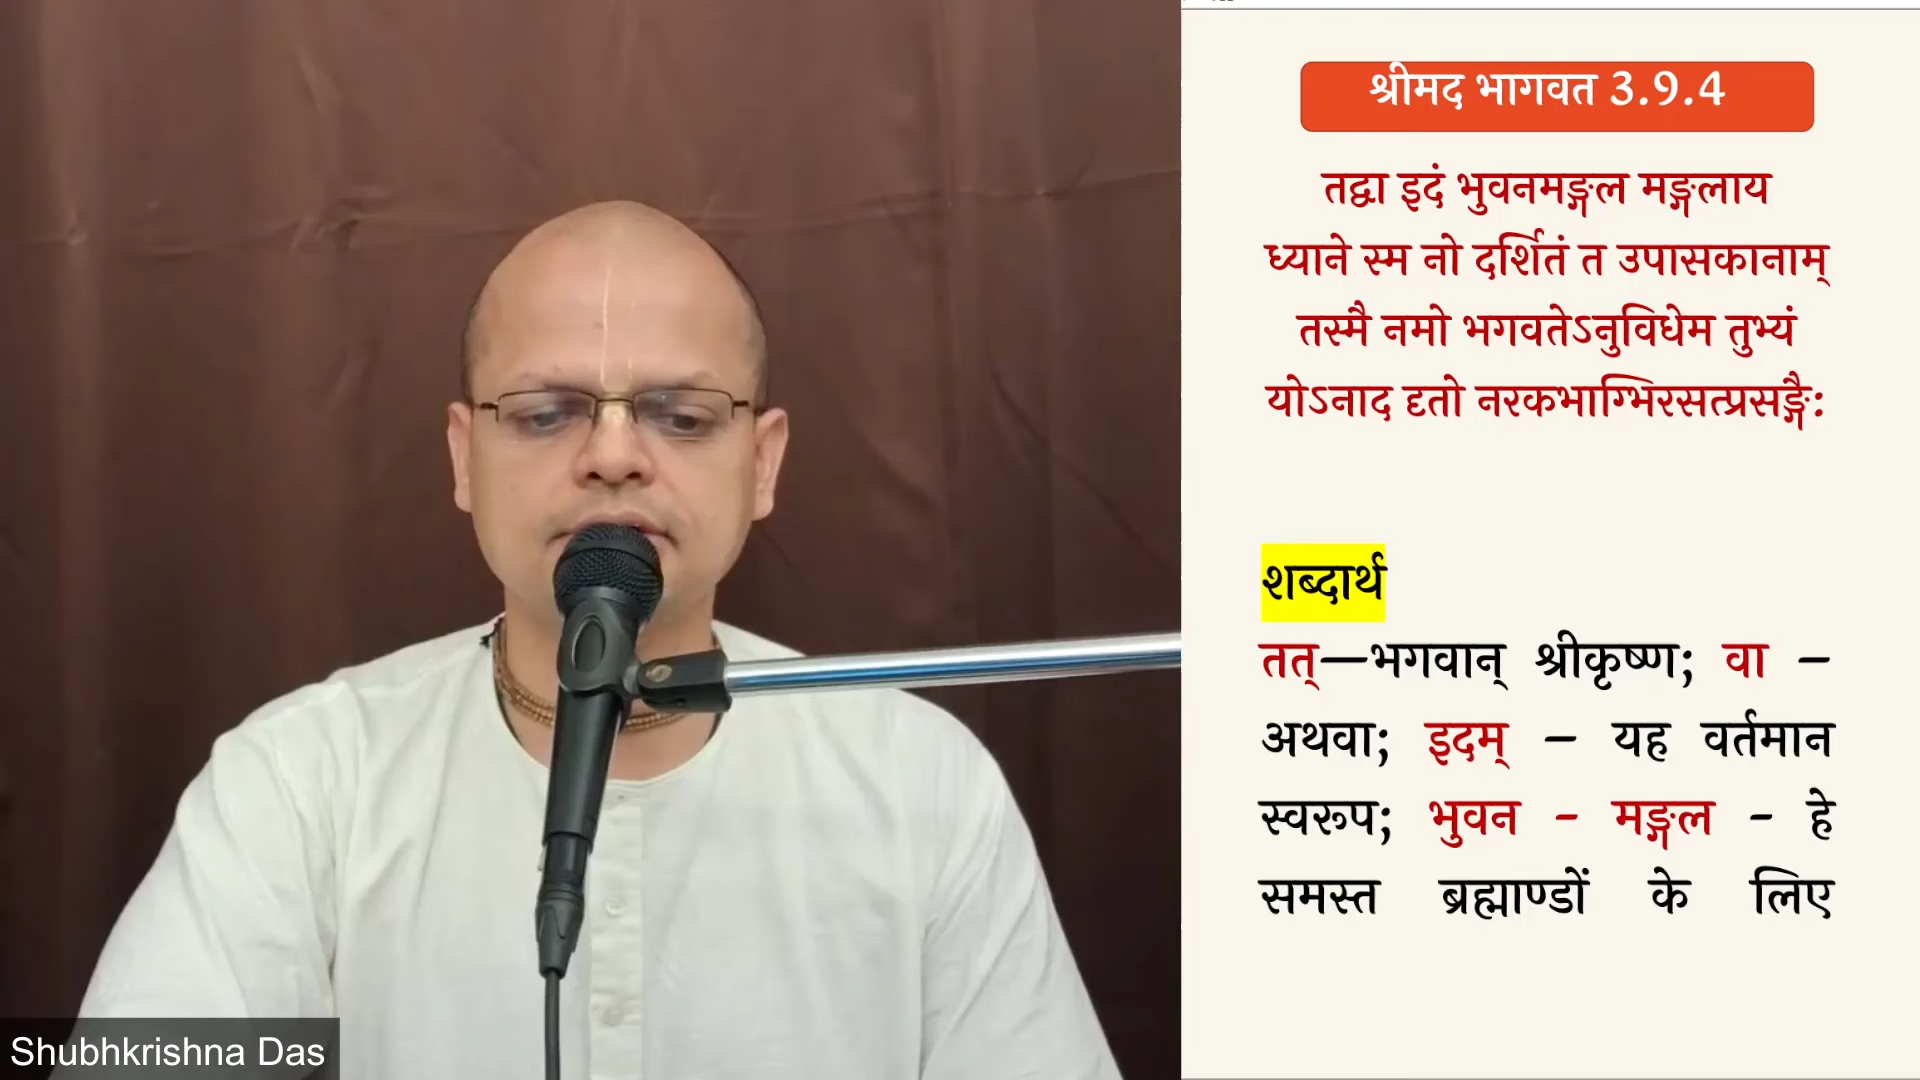 श्रीमद भागवत 3.9.4
तद्वा इदं भुवनमङ्गल मङ्गलाय
ध्याने स्म नो दर्शितं त उपासकानाम्
तस्मै नमो भगवतेऽनुविधेम तुभ्यं
योऽनाद दृतो नरकभाग्भिरसत्प्रसङ्गैः
शब्दार्थ
तत्—भगवान् श्रीकृष्ण; वा –
अथवा; इदम् – यह वर्तमान
स्वरूप; भुवन - मङ्गल - हे
समस्त ब्रह्माण्डों के लिए
Shubhkrishna Das